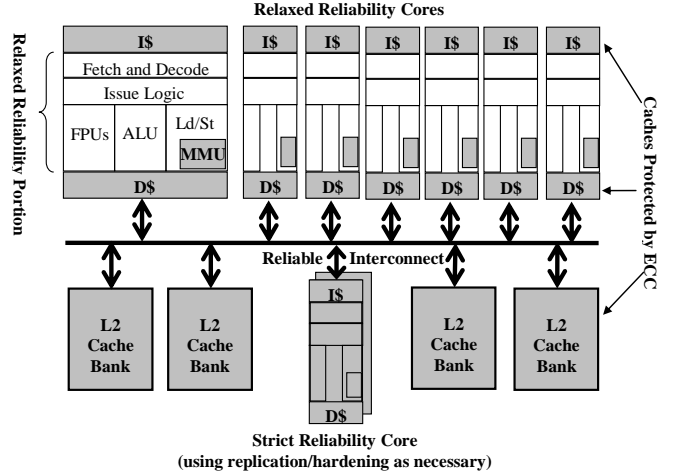 Relaxed Reliability Cores
Relaxed Reliability
Portion
I$ I$ I$ I$ I$ I$ I$
Fetch and Decode
Issue Logic
FPUs ALU Ld/St
MMU
D$ D$ D$ D$ D$ D$ D$
Caches Protected by ECC
Reliable Interconnect
I$
L2
Cache
Bank
L2
Cache
Bank
L2
Cache
Bank
L2
Cache
Bank
D$
Strict Reliability Core
(using replication/hardening as necessary)